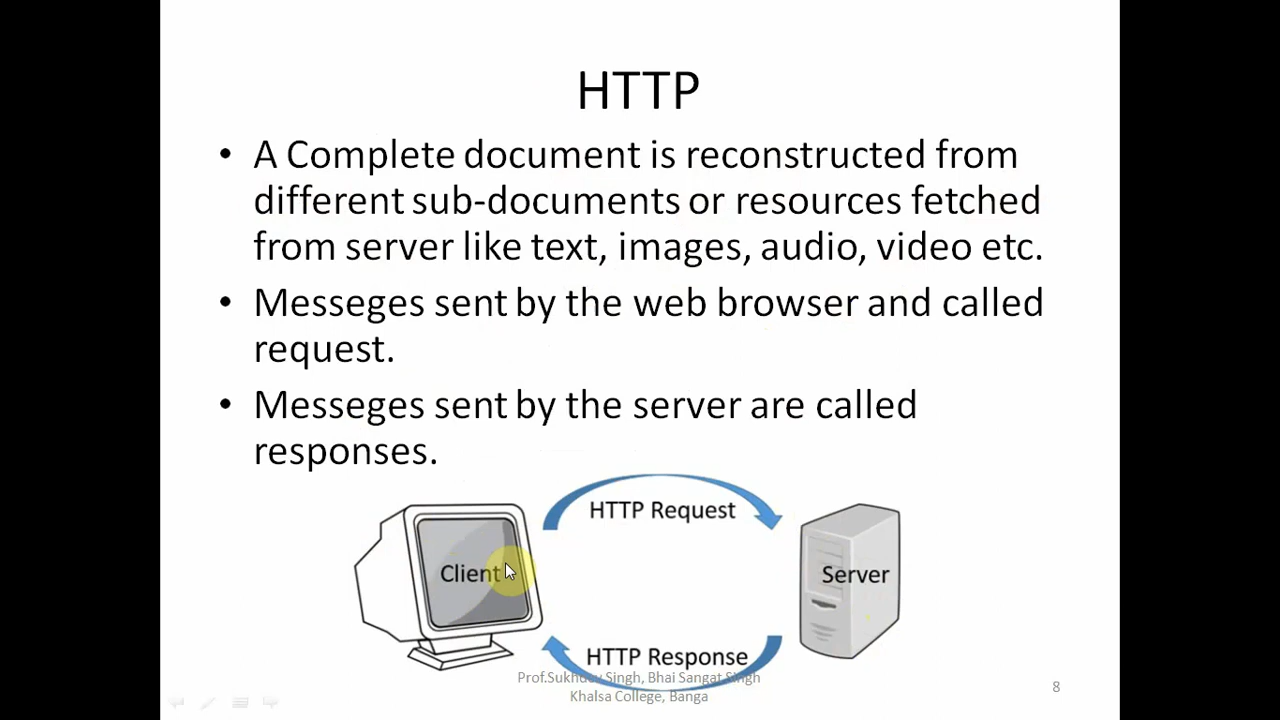 HTTP
• A Complete document is reconstructed from
different sub-documents or resources fetched
from server like text, images, audio, video etc.
• Messeges sent by the web browser and called
request.
• Messeges sent by the server are called
responses.
HTTP Request
Client
Server
HTTP Response
Prof.Sukhdev Singh, Bhai Sangat Singh
Khalsa College, Banga
8